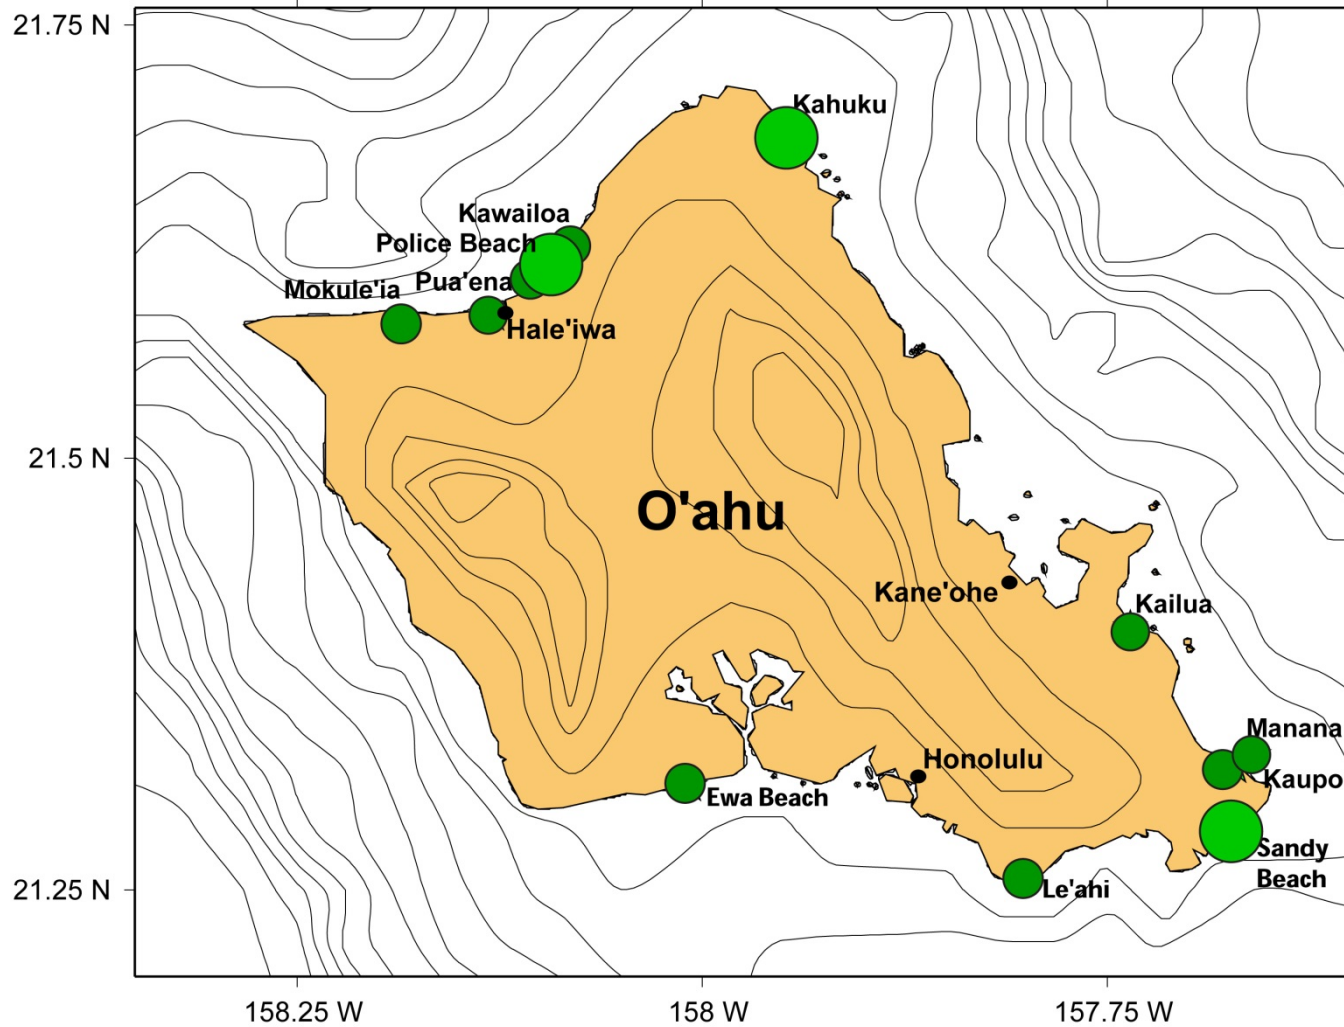 21.75 N
Kahuku
Kawailoa
Police Beach
Pua'ena
Mokule'ia
Hale'iwa
21.5 N
O'ahu
Kane'ohe
Kailua
Manana
Honolulu
Kaupo
Ewa Beach
Sandy
Beach
21.25 N
Le'ahi
158.25 W
158 W
157.75 W